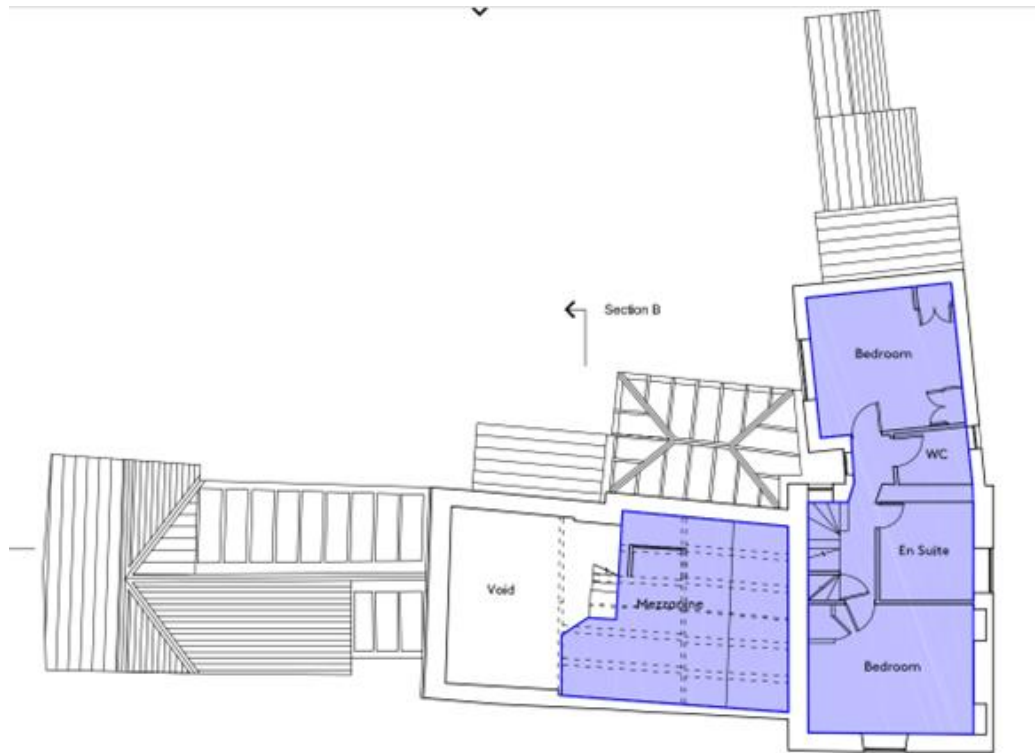 Section B
Bedroom
WC
En Suite
Void
Mezzanine
Bedroom